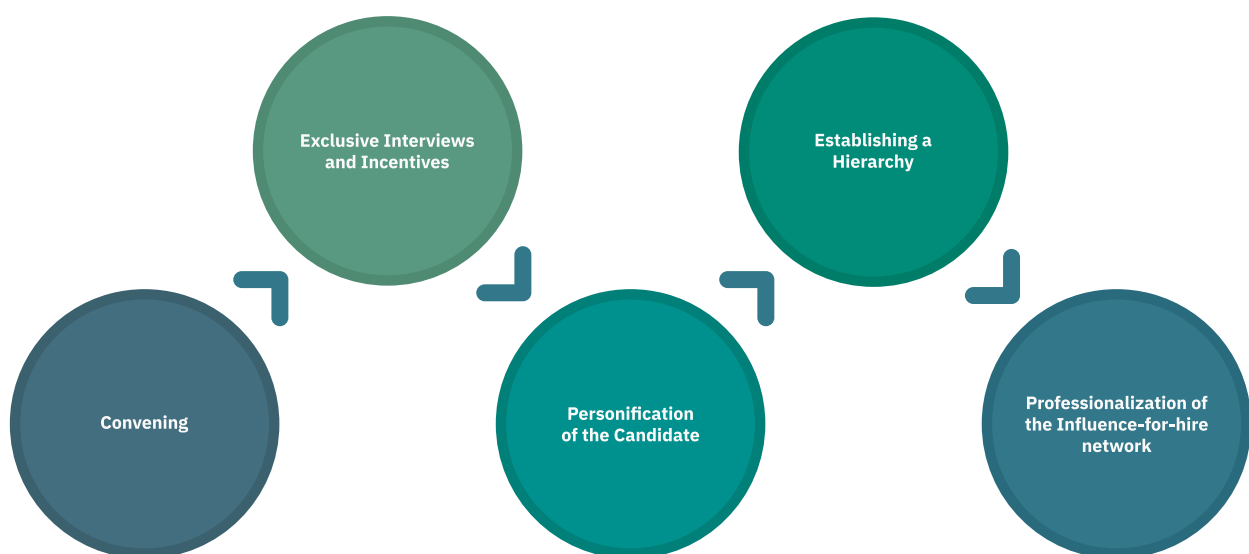 Convening
Exclusive Interviews
and Incentives
Personification
of the Candidate
Establishing a
Hierarchy
Professionalization of
the Influence-for-hire
network